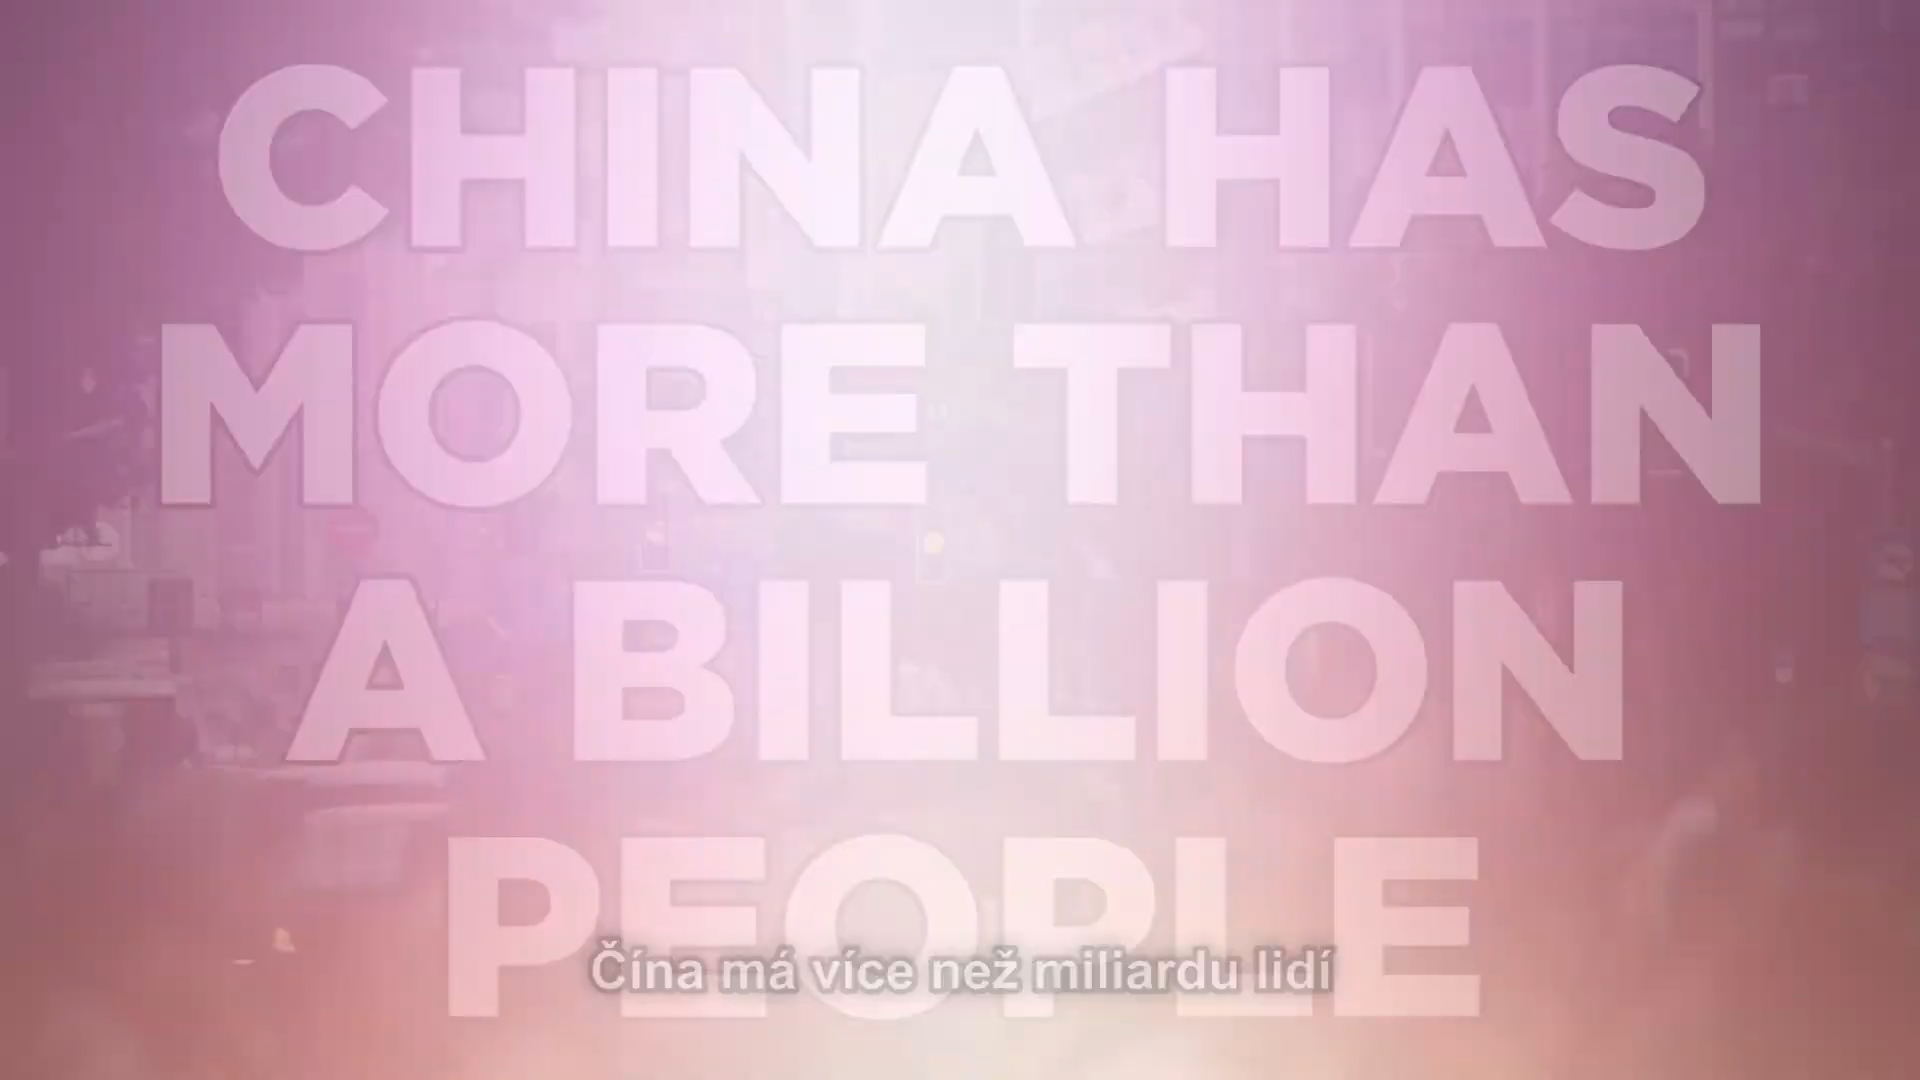 CHINA HAS
MORE THAN
A BILLION
PEOPLE
Čína má více než miliardu lidí